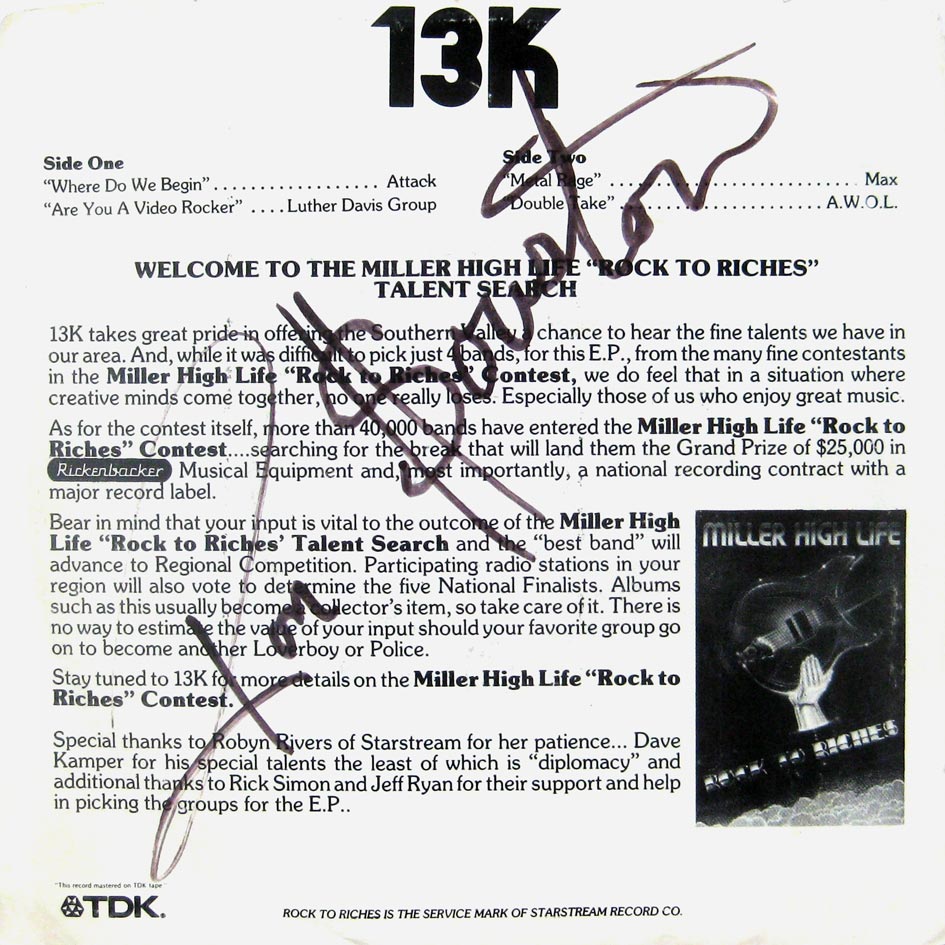 13K
Side One
"Where Do We Begin" .................. Attack
"Are You A Video Rocker" .... Luther Davis Group
Side Two
"Metal Rage" ............................ Max
"Double Take" ....................... A.W.O.L.
WELCOME TO THE MILLER HIGH LIFE "ROCK TO RICHES"
TALENT SEARCH
13K takes great pride in offering the Southern Valley a chance to hear the fine talents we have in
our area. And, while it was difficult to pick just 4 bands, for this E.P., from the many fine contestants
in the Miller High Life "Rock to Riches" Contest, we do feel that in a situation where
creative minds come together, no one really loses. Especially those of us who enjoy great music.
As for the contest itself, more than 40,000 bands have entered the Miller High Life "Rock to
Riches" Contest....searching for the break that will land them the Grand Prize of $25,000 in
Rickenbacker Musical Equipment and, most importantly, a national recording contract with a
major record label.
Bear in mind that your input is vital to the outcome of the Miller High
Life "Rock to Riches' Talent Search and the "best band" will
advance to Regional Competition. Participating radio stations in your
region will also vote to determine the five National Finalists. Albums
such as this usually become a collector's item, so take care of it. There is
no way to estimate the value of your input should your favorite group go
on to become another Loverboy or Police.
Stay tuned to 13K for more details on the Miller High Life "Rock to
Riches" Contest.
Special thanks to Robyn Rivers of Starstream for her patience... Dave
Kamper for his special talents the least of which is "diplomacy" and
additional thanks to Rick Simon and Jeff Ryan for their support and help
in picking the groups for the E.P..
MILLER HIGH LIFE
ROCK TO RICHES
"This record mastered on TDK tape"
TDK.
ROCK TO RICHES IS THE SERVICE MARK OF STARSTREAM RECORD CO.